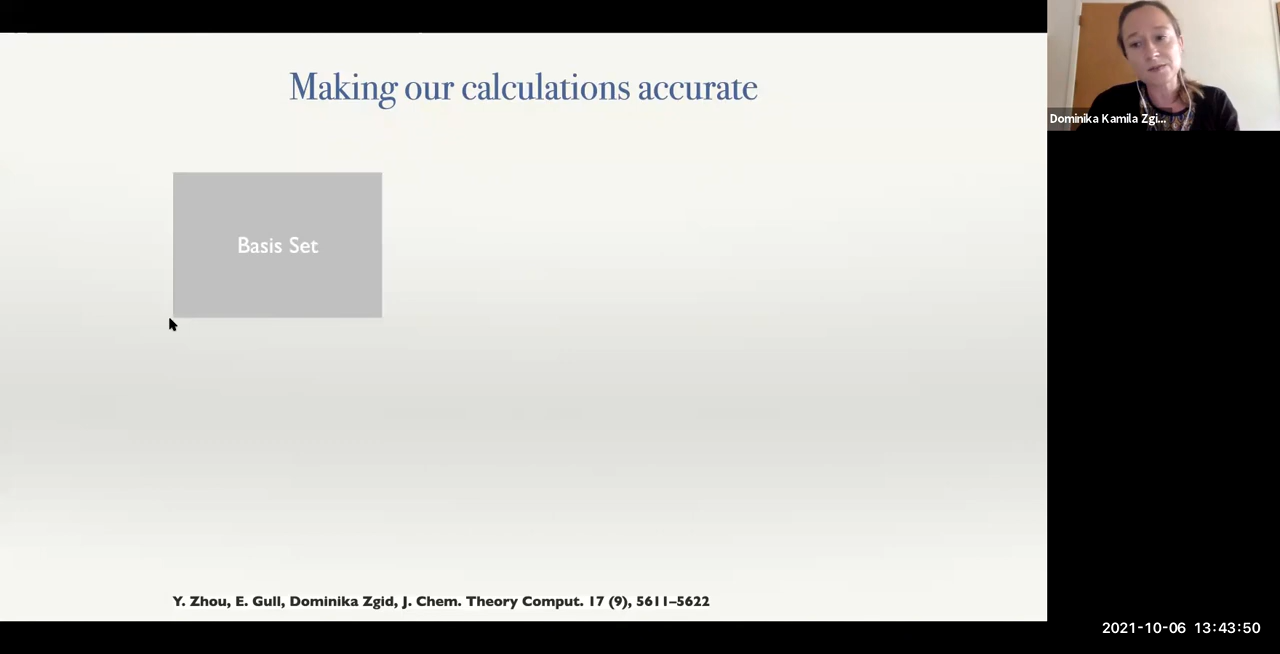 Making our calculations accurate
Dominika Kamila Zgi...
Basis Set
Y. Zhou, E. Gull, Dominika Zgid, J. Chem. Theory Comput. 17 (9), 5611–5622
2021-10-06 13:43:50